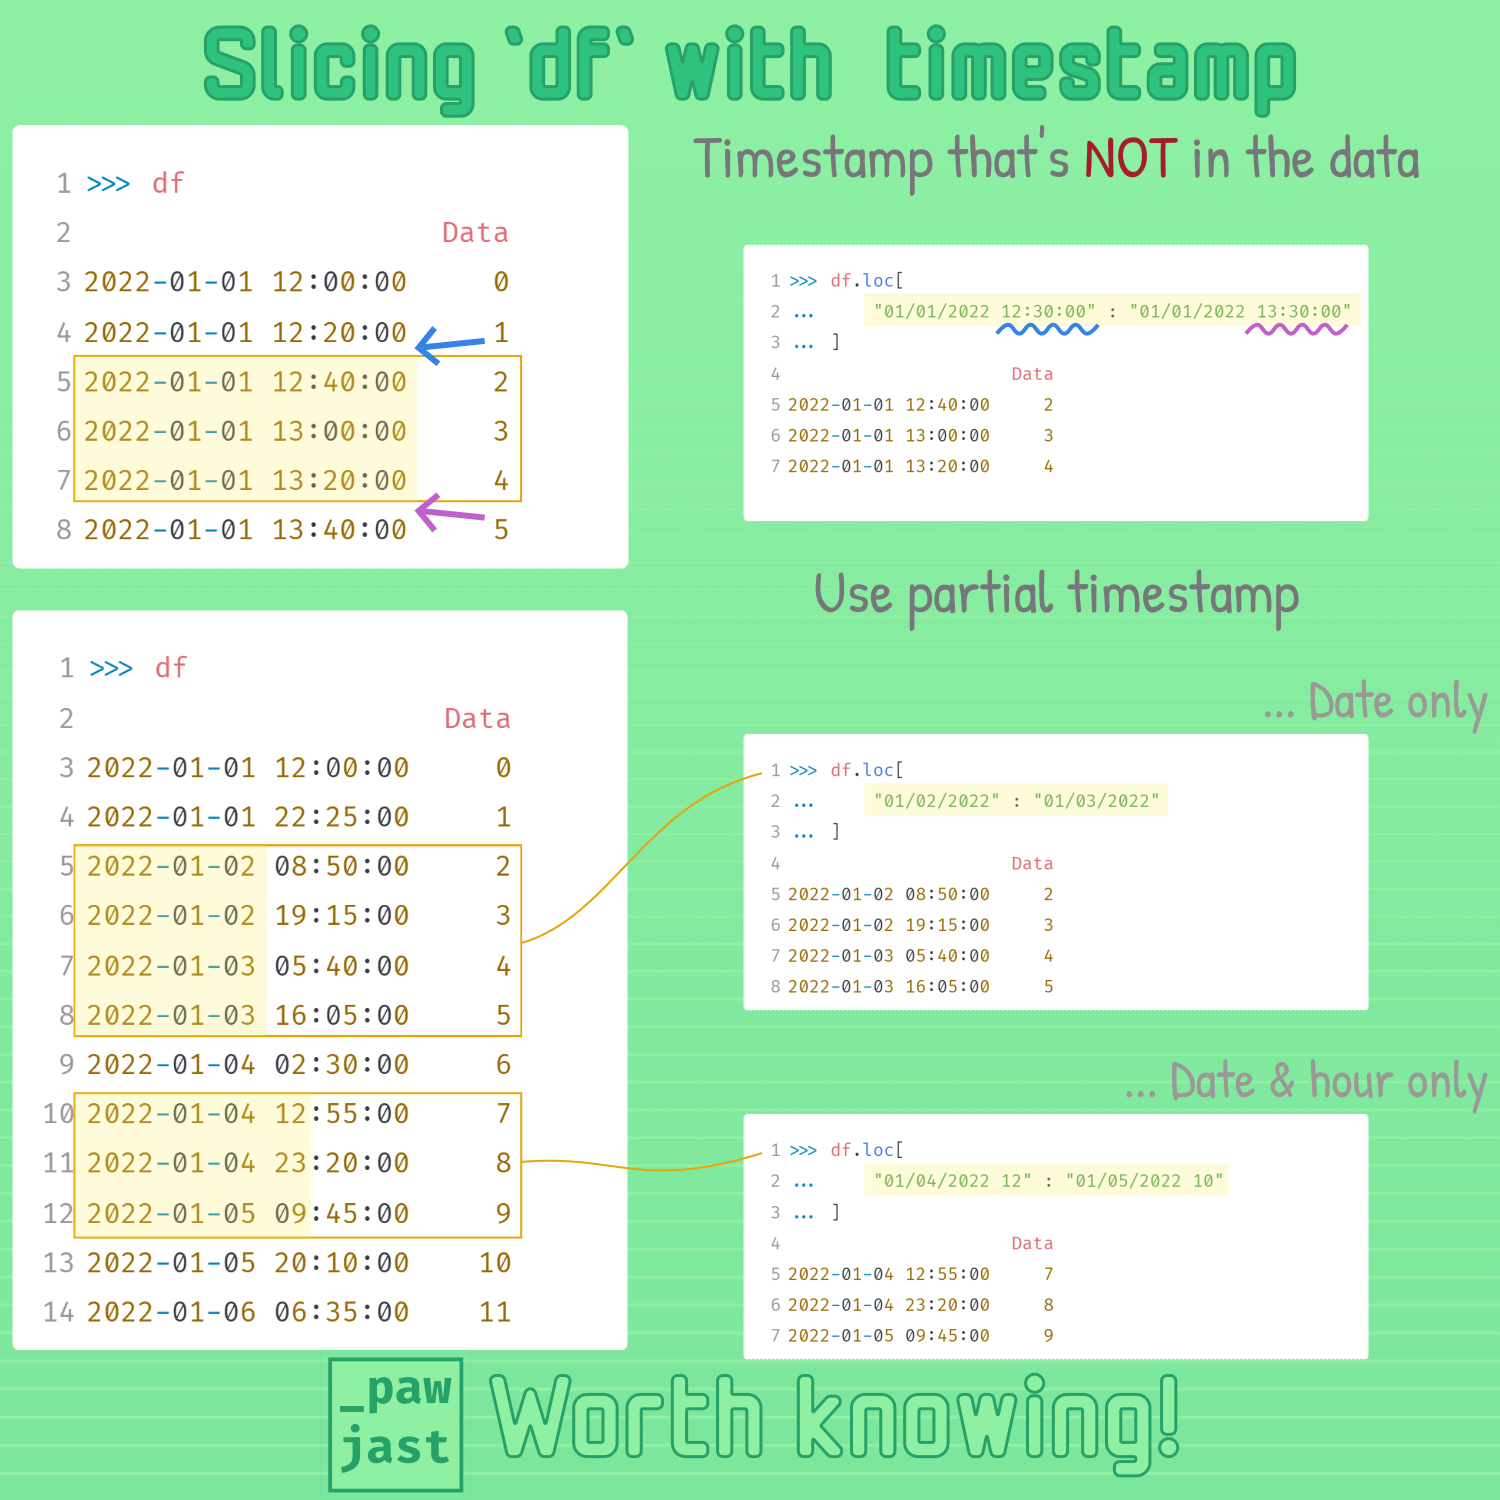 Slicing `df` with timestamp
1 >>> df
2 Data
3 2022-01-01 12:00:00 0
4 2022-01-01 12:20:00 1
5 2022-01-01 12:40:00 2
6 2022-01-01 13:00:00 3
7 2022-01-01 13:20:00 4
8 2022-01-01 13:40:00 5
Timestamp that's NOT in the data
1 >>> df.loc[
2 ... "01/01/2022 12:30:00" : "01/01/2022 13:30:00"
3 ... ]
4 Data
5 2022-01-01 12:40:00 2
6 2022-01-01 13:00:00 3
7 2022-01-01 13:20:00 4
1 >>> df
2 Data
3 2022-01-01 12:00:00 0
4 2022-01-01 22:25:00 1
5 2022-01-02 08:50:00 2
6 2022-01-02 19:15:00 3
7 2022-01-03 05:40:00 4
8 2022-01-03 16:05:00 5
9 2022-01-04 02:30:00 6
10 2022-01-04 12:55:00 7
11 2022-01-04 23:20:00 8
12 2022-01-05 09:45:00 9
13 2022-01-05 20:10:00 10
14 2022-01-06 06:35:00 11
Use partial timestamp
... Date only
1 >>> df.loc[
2 ... "01/02/2022" : "01/03/2022"
3 ... ]
4 Data
5 2022-01-02 08:50:00 2
6 2022-01-02 19:15:00 3
7 2022-01-03 05:40:00 4
8 2022-01-03 16:05:00 5
... Date & hour only
1 >>> df.loc[
2 ... "01/04/2022 12" : "01/05/2022 10"
3 ... ]
4 Data
5 2022-01-04 12:55:00 7
6 2022-01-04 23:20:00 8
7 2022-01-05 09:45:00 9
_paw
jast
Worth knowing!